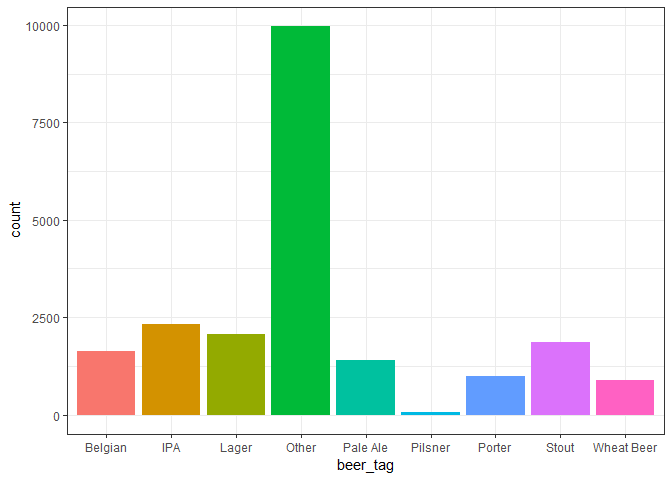 10000
7500
5000
2500
0
count
Belgian IPA Lager Other Pale Ale Pilsner Porter Stout Wheat Beer
beer_tag